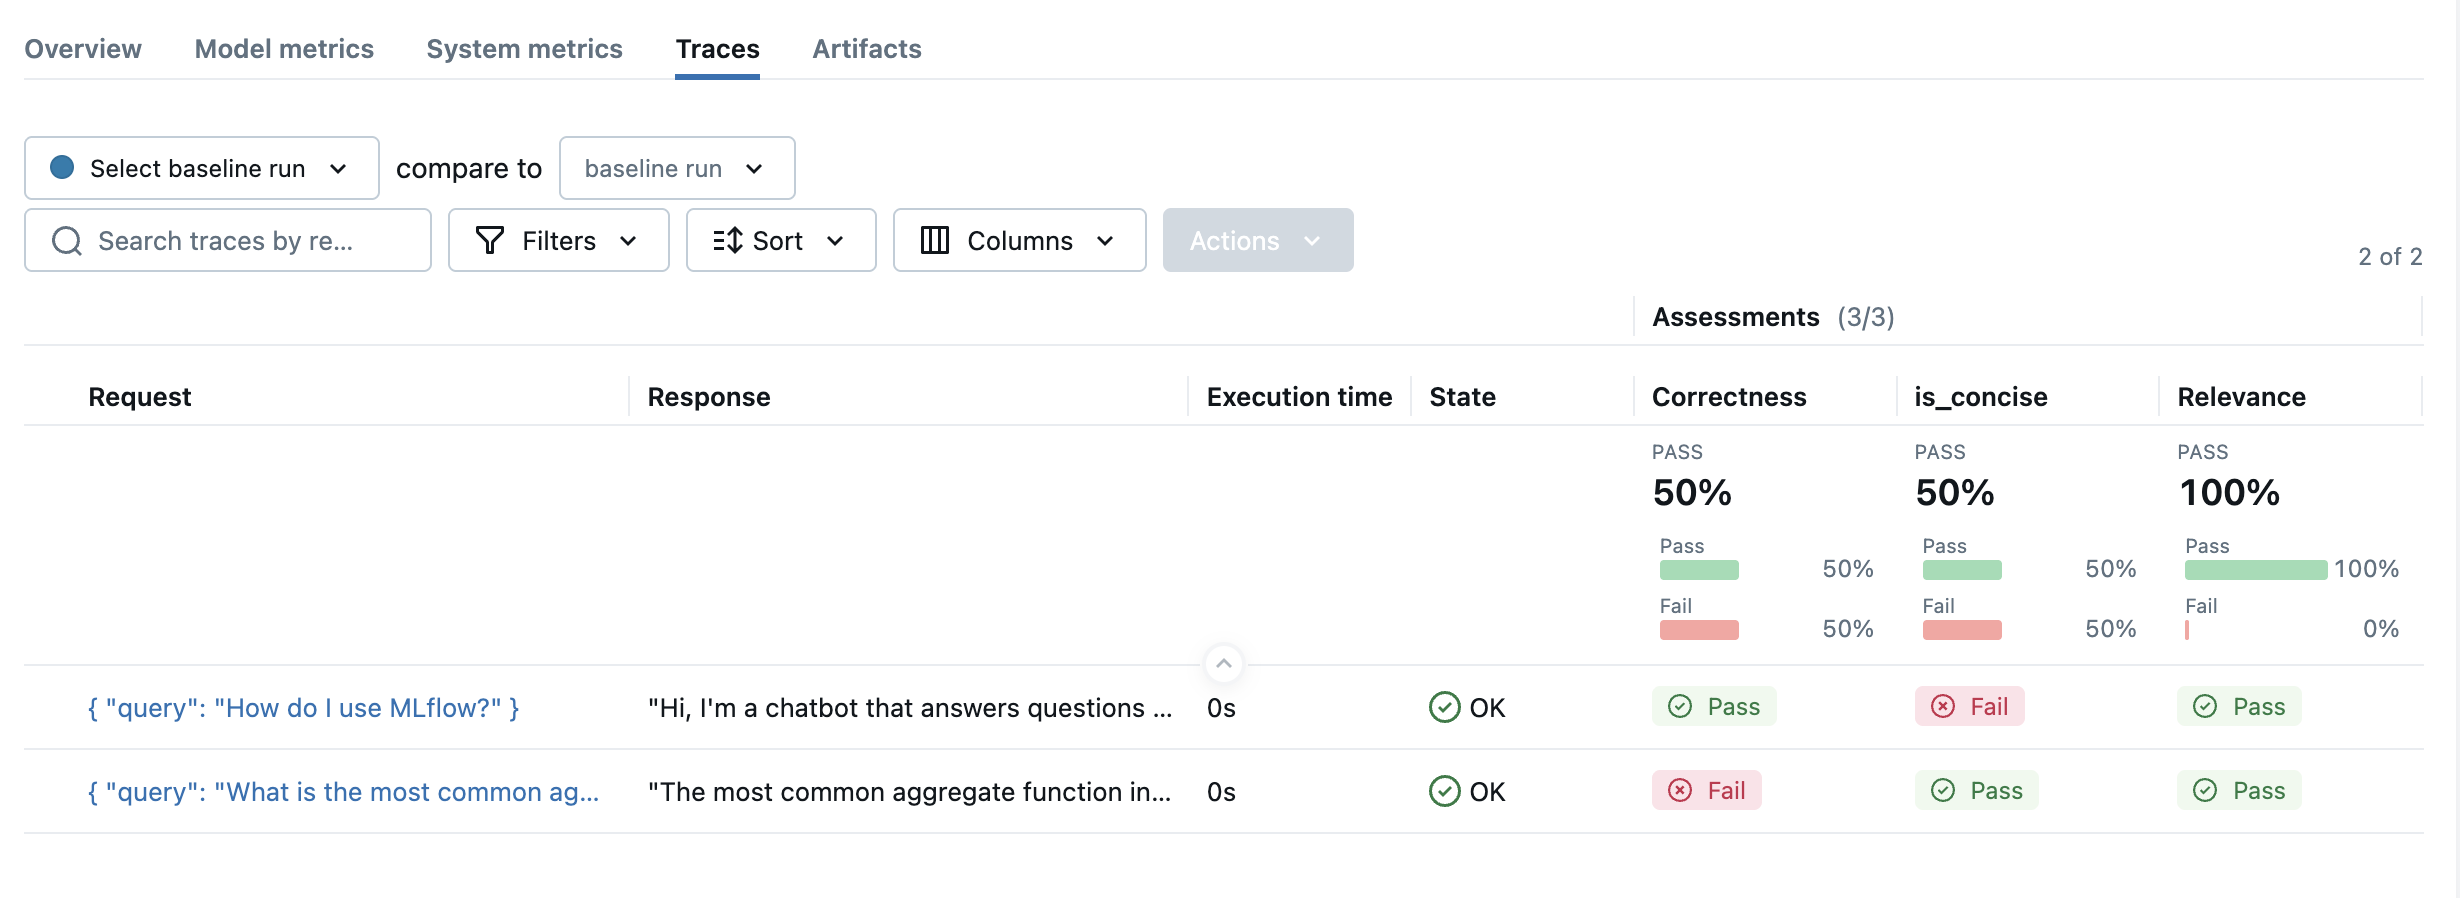 Overview Model metrics System metrics Traces Artifacts
Select baseline run compare to baseline run
Search traces by re... Filters Sort Columns Actions
2 of 2
Assessments (3/3)
Request Response Execution time State Correctness is_concise Relevance
PASS PASS PASS
50% 50% 100%
Pass Pass Pass
50% 50% 100%
Fail Fail Fail
50% 50% 0%
{ "query": "How do I use MLflow?" } "Hi, I'm a chatbot that answers questions ... 0s OK Pass Fail Pass
{ "query": "What is the most common ag... "The most common aggregate function in... 0s OK Fail Pass Pass